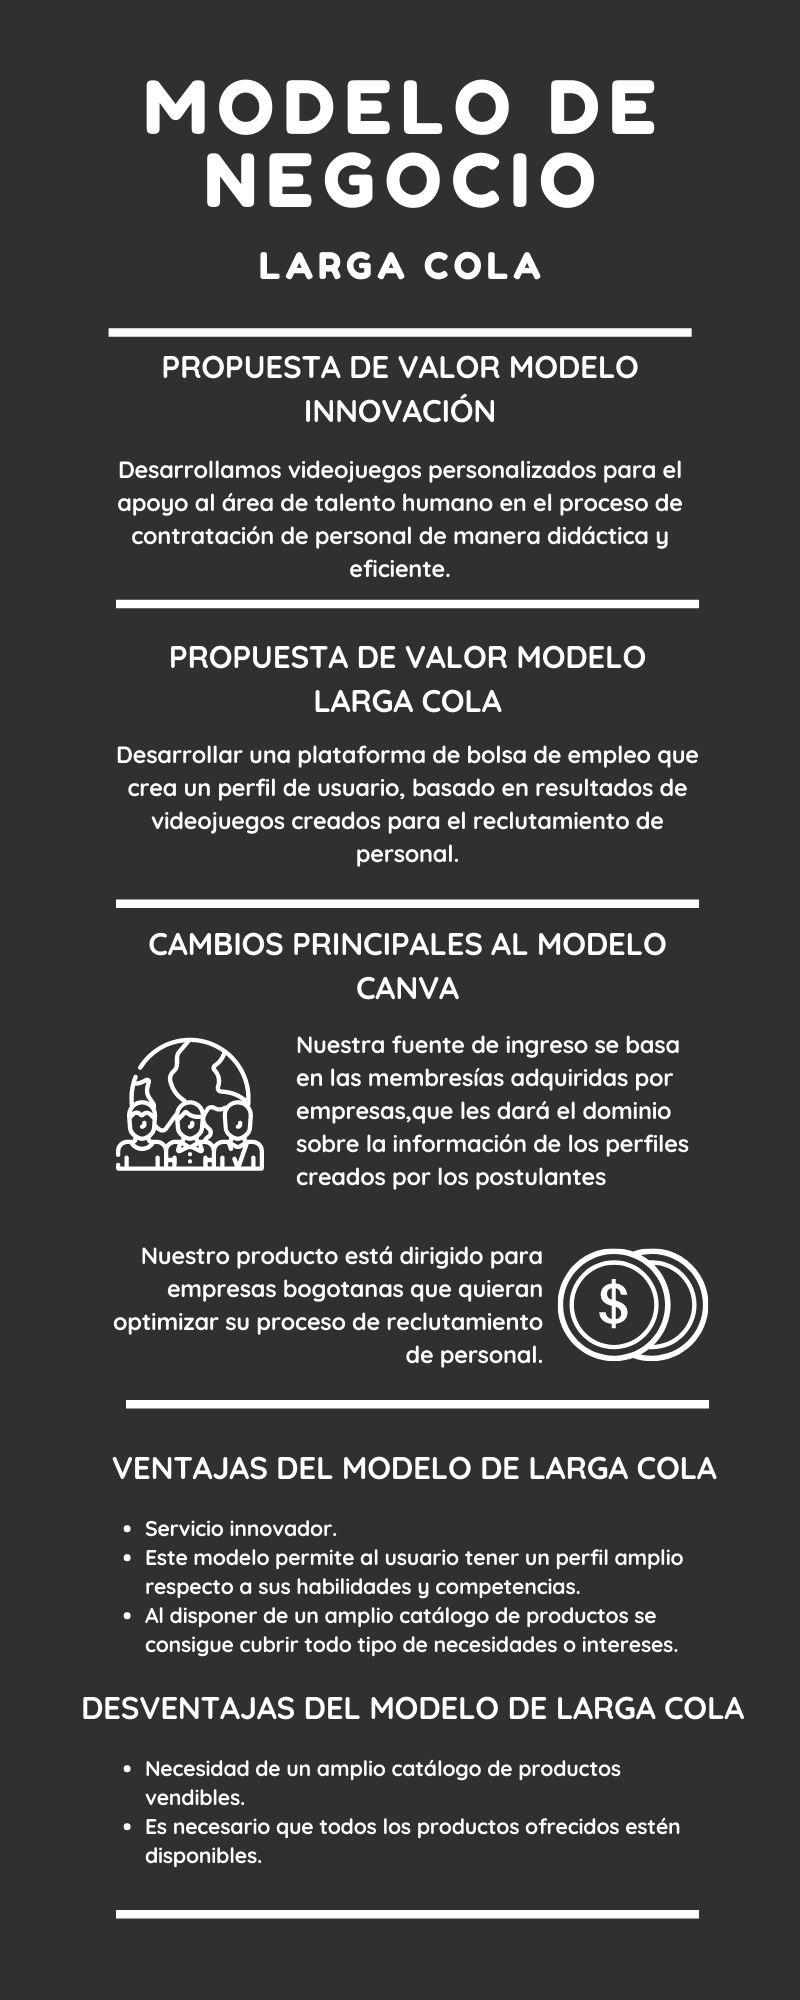 MODELO DE
NEGOCIO
LARGA COLA
PROPUESTA DE VALOR MODELO
INNOVACIÓN
Desarrollamos videojuegos personalizados para el
apoyo al área de talento humano en el proceso de
contratación de personal de manera didáctica y
eficiente.
PROPUESTA DE VALOR MODELO
LARGA COLA
Desarrollar una plataforma de bolsa de empleo que
crea un perfil de usuario, basado en resultados de
videojuegos creados para el reclutamiento de
personal.
CAMBIOS PRINCIPALES AL MODELO
CANVA
Nuestra fuente de ingreso se basa
en las membresías adquiridas por
empresas,que les dará el dominio
sobre la información de los perfiles
creados por los postulantes
Nuestro producto está dirigido para
empresas bogotanas que quieran
optimizar su proceso de reclutamiento
de personal.
$
VENTAJAS DEL MODELO DE LARGA COLA
• Servicio innovador.
• Este modelo permite al usuario tener un perfil amplio
respecto a sus habilidades y competencias.
• Al disponer de un amplio catálogo de productos se
consigue cubrir todo tipo de necesidades o intereses.
DESVENTAJAS DEL MODELO DE LARGA COLA
• Necesidad de un amplio catálogo de productos
vendibles.
• Es necesario que todos los productos ofrecidos estén
disponibles.